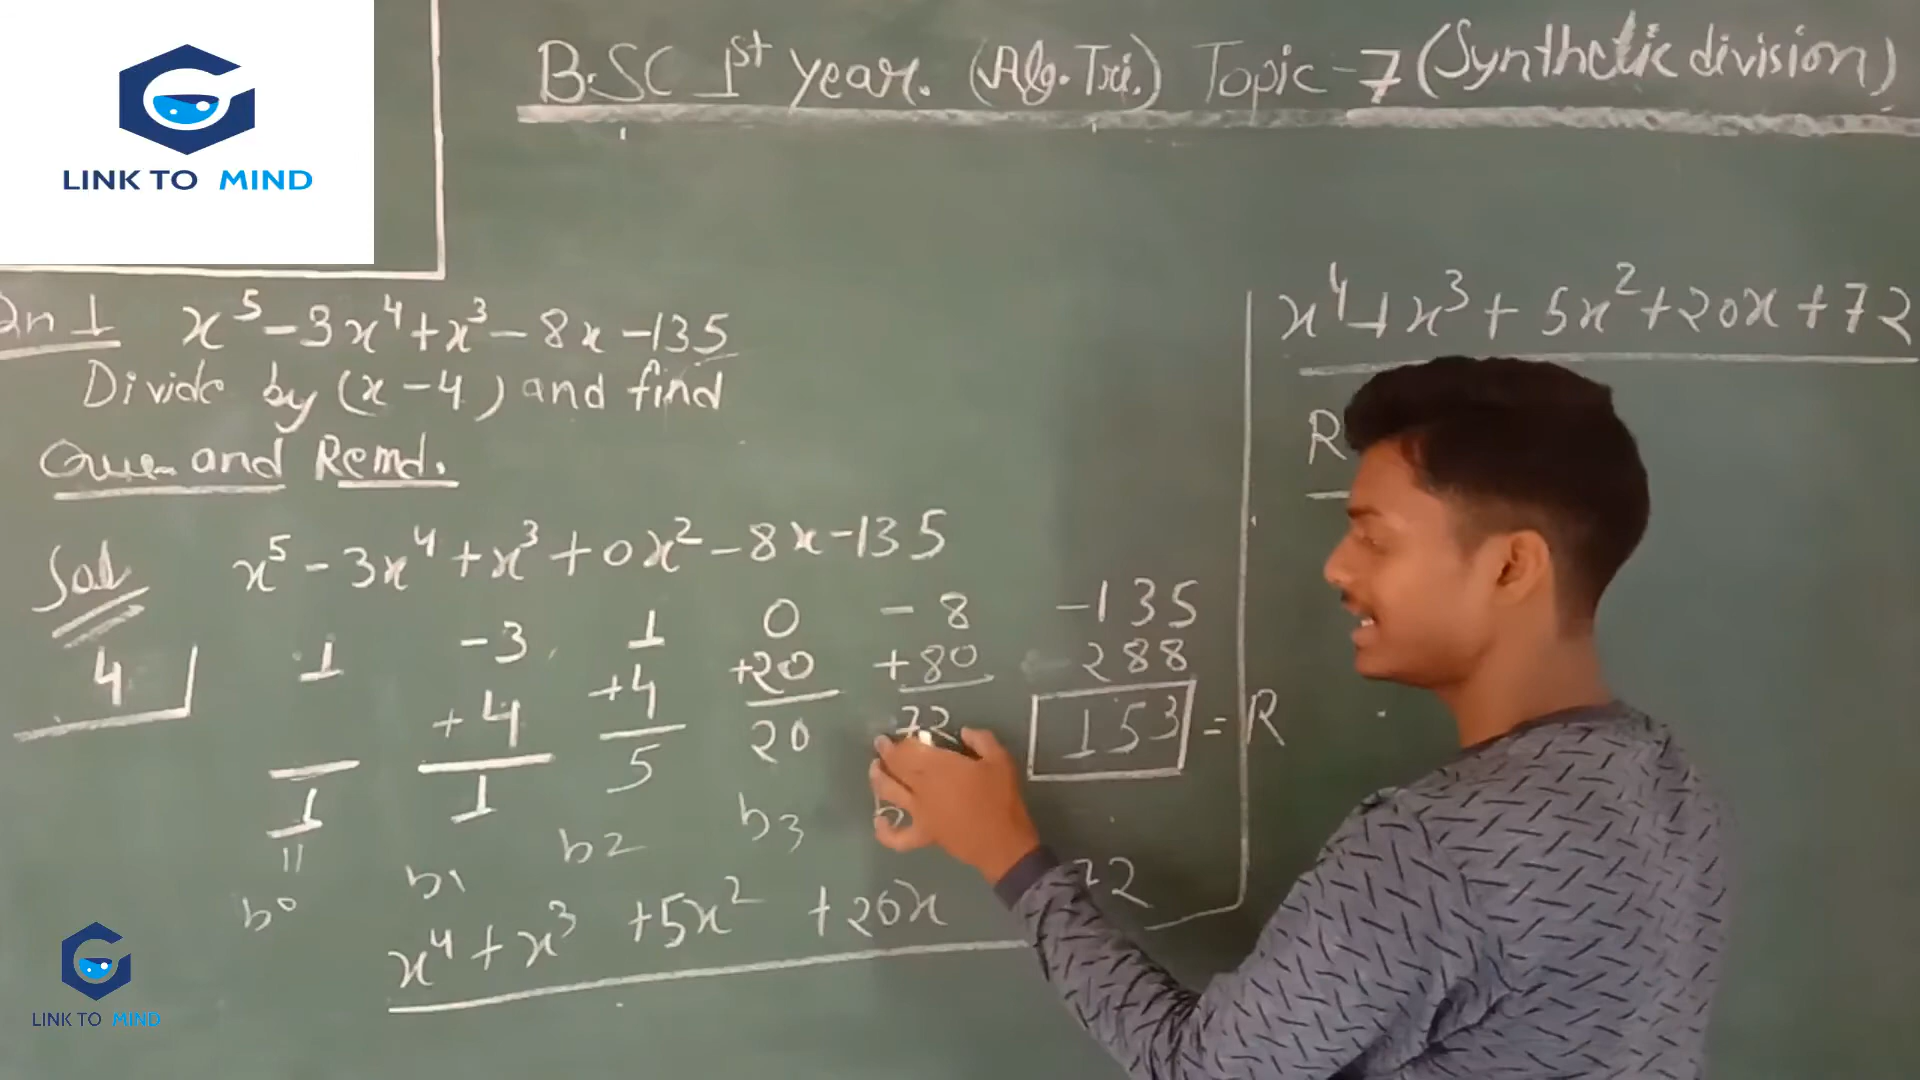 LINK TO MIND
B.SC 1st year. (Alg. Tri.) Topic-7 (Synthetic division)
Qn 1 x⁵-3x⁴+x³-8x-135
Divide by (x-4) and find
Que and Remd.
Sol x⁵-3x⁴+x³+0x²-8x-135
4 1 -3 1 0 -8 -135
+4 +4 +20 +80 288
1 1 5 20 72 153 = R
b0 b1 b2 b3 b
x⁴+x³ +5x² +20x 72
x⁴+x³+5x²+20x+72
R
LINK TO MIND